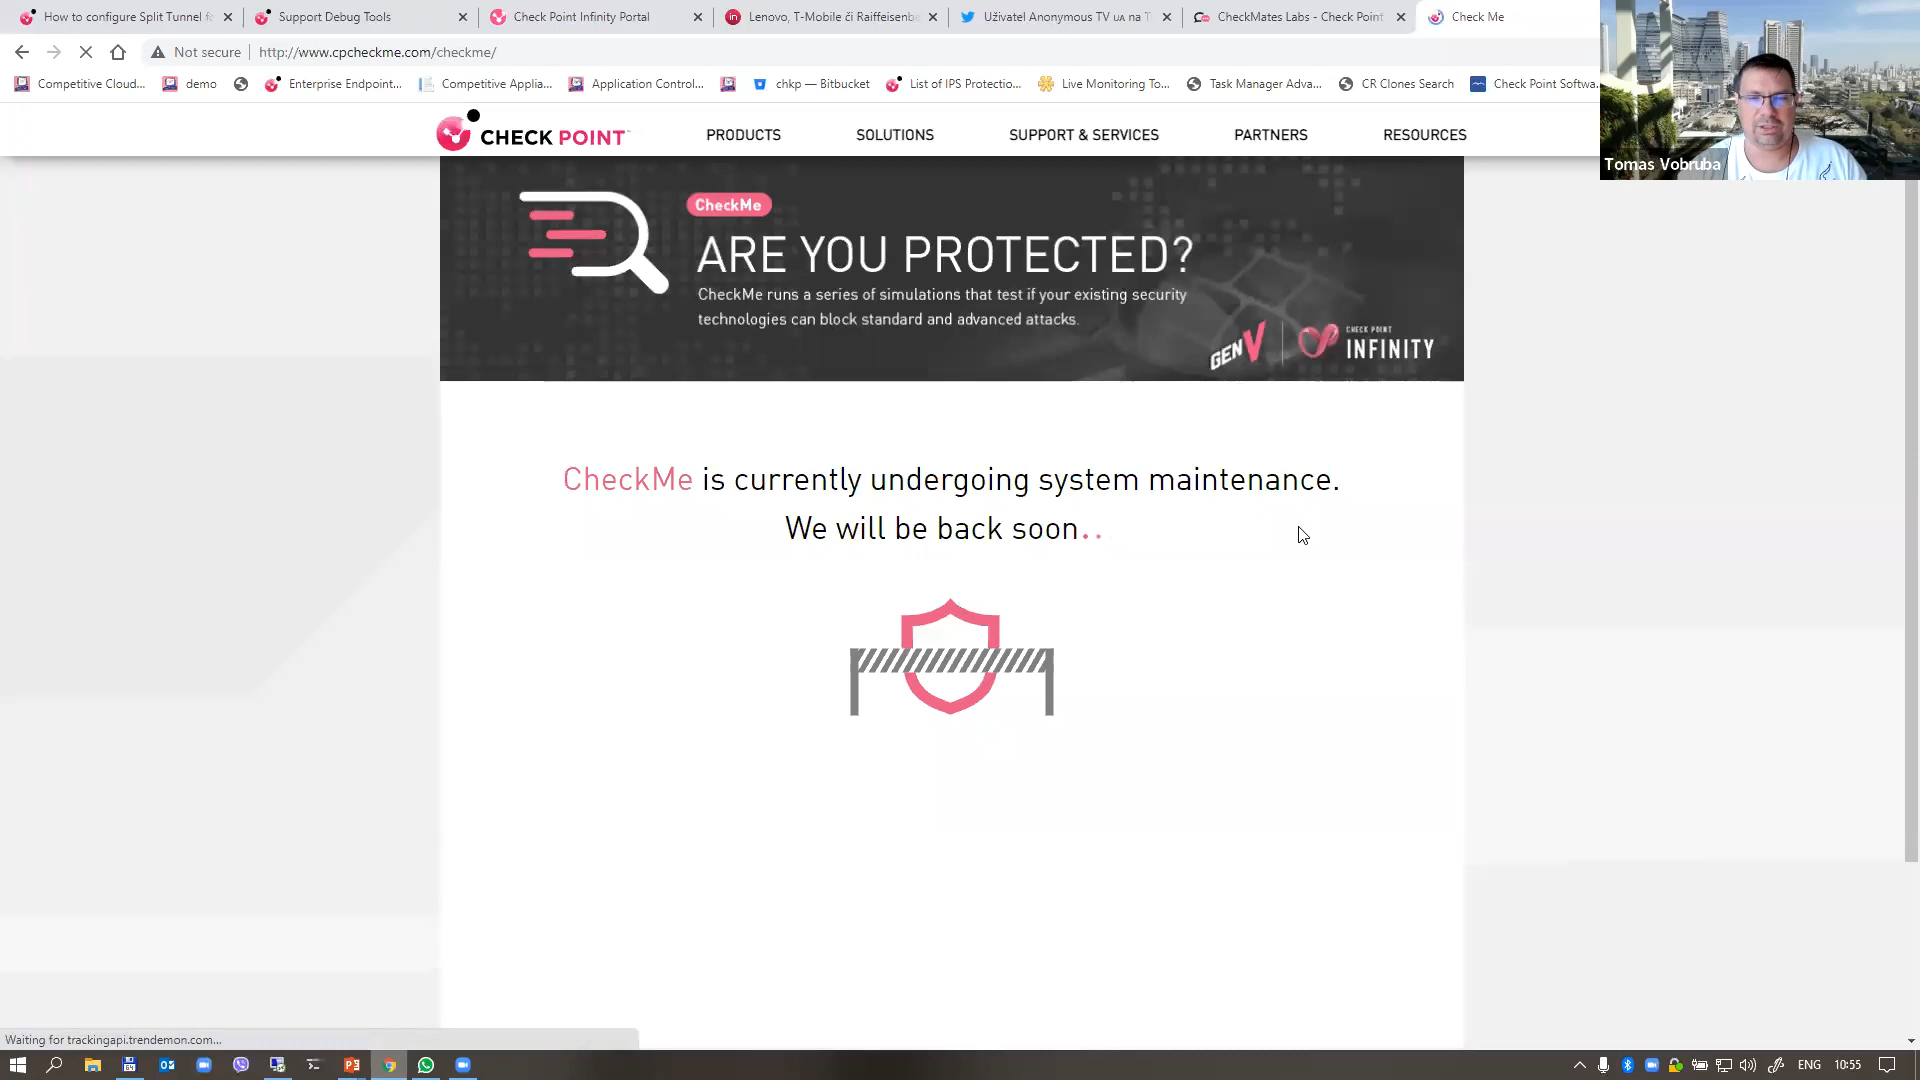 How to configure Split Tunnel fo
Support Debug Tools
Check Point Infinity Portal
Lenovo, T-Mobile či Raiffeisenbe
Uživatel Anonymous TV UA na T
CheckMates Labs - Check Point
Check Me
Not secure http://www.cpcheckme.com/checkme/
Competitive Cloud...
demo
Enterprise Endpoint...
Competitive Applia...
Application Control...
chkp — Bitbucket
List of IPS Protectio...
Live Monitoring To...
Task Manager Adva...
CR Clones Search
Check Point Softwa...
Tomas Vobruba
CHECK POINT
PRODUCTS
SOLUTIONS
SUPPORT & SERVICES
PARTNERS
RESOURCES
CheckMe
ARE YOU PROTECTED?
CheckMe runs a series of simulations that test if your existing security
technologies can block standard and advanced attacks.
GEN V
CHECK POINT
INFINITY
CheckMe is currently undergoing system maintenance.
We will be back soon..
Waiting for trackingapi.trendemon.com...
ENG
10:55